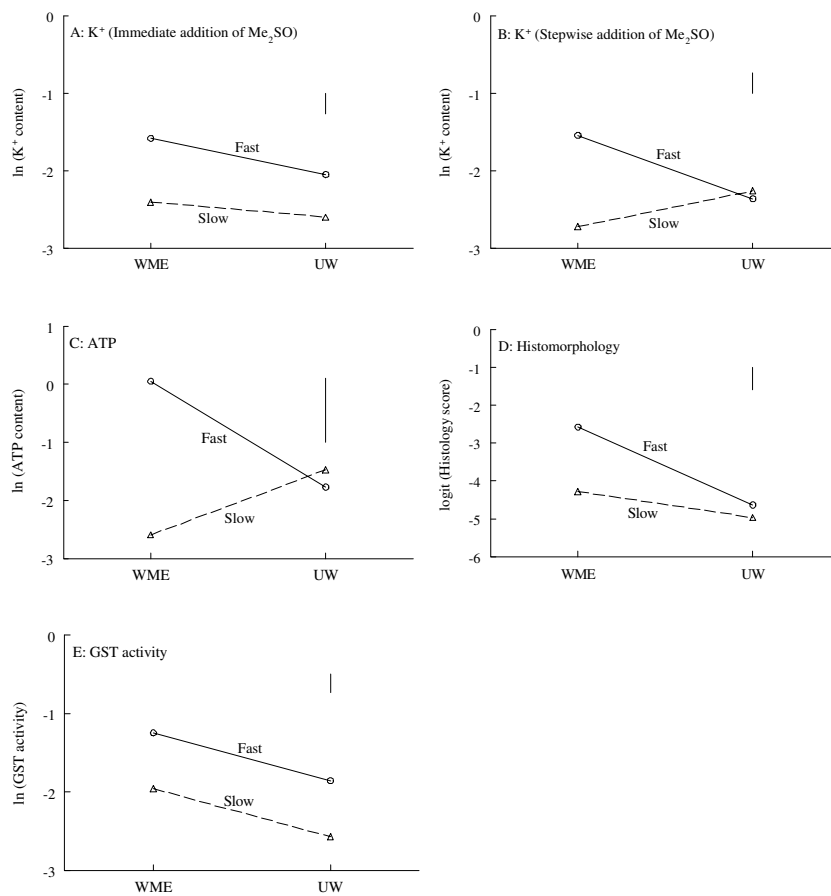 A: K⁺ (Immediate addition of Me₂SO)
ln (K⁺ content)
0
-1
-2
-3
Fast
Slow
WME
UW
B: K⁺ (Stepwise addition of Me₂SO)
ln (K⁺ content)
0
-1
-2
-3
Fast
Slow
WME
UW
C: ATP
ln (ATP content)
1
0
-1
-2
-3
Fast
Slow
WME
UW
D: Histomorphology
logit (Histology score)
0
-1
-2
-3
-4
-5
-6
Fast
Slow
WME
UW
E: GST activity
ln (GST activity)
0
-1
-2
-3
Fast
Slow
WME
UW